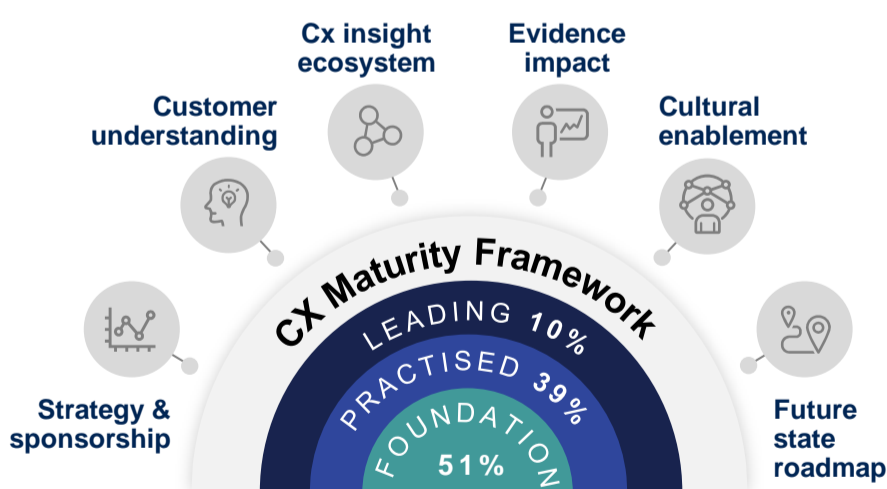 Cx insight
ecosystem
Evidence
impact
Customer
understanding
Cultural
enablement
CX Maturity Framework
LEADING 10%
PRACTISED 39%
FOUNDATION
51%
Strategy &
sponsorship
Future
state
roadmap